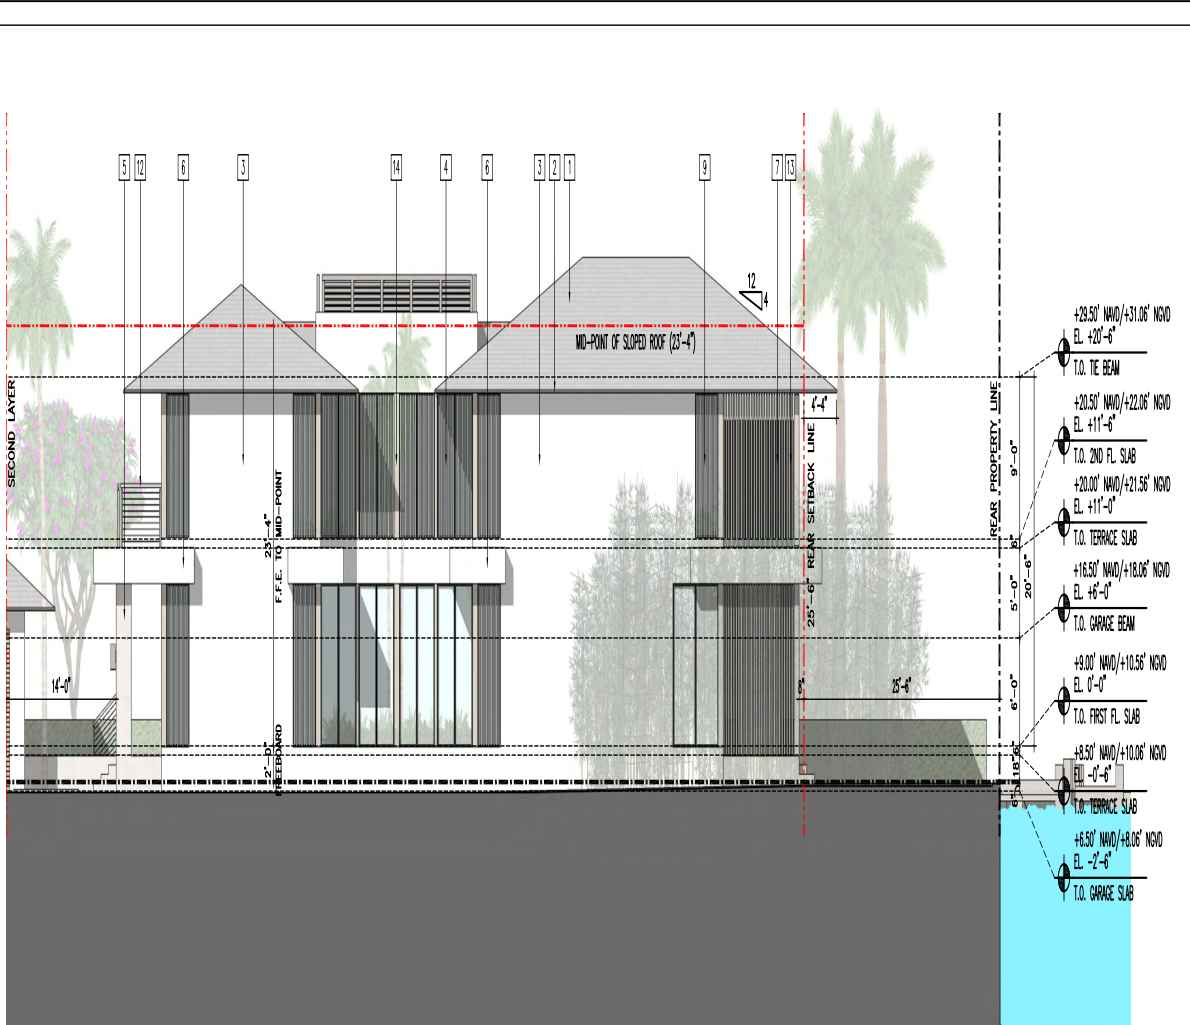 5
12
6
3
14
4
6
3
2
1
9
7
13
12
4
MID-POINT OF SLOPED ROOF (23'-4")
SECOND LAYER
4'-4"
F.F.E. TO MID-POINT
23'-4"
25'-6" REAR SETBACK LINE
REAR PROPERTY LINE
9'-0"
6"
5'-0"
20'-6"
6'-0"
14'-0"
25'-6"
2'-0"
FREEBOARD
6"
+29.50' NAVD/+31.06' NGVD
EL. +20'-6"
T.O. TIE BEAM
+20.50' NAVD/+22.06' NGVD
EL. +11'-6"
T.O. 2ND FL. SLAB
+20.00' NAVD/+21.56' NGVD
EL. +11'-0"
T.O. TERRACE SLAB
+16.50' NAVD/+18.06' NGVD
EL. +6'-0"
T.O. GARAGE BEAM
+9.00' NAVD/+10.56' NGVD
EL. 0'-0"
T.O. FIRST FL. SLAB
+8.50' NAVD/+10.06' NGVD
EL. -0'-6"
T.O. TERRACE SLAB
+6.50' NAVD/+8.06' NGVD
EL. -2'-6"
T.O. GARAGE SLAB